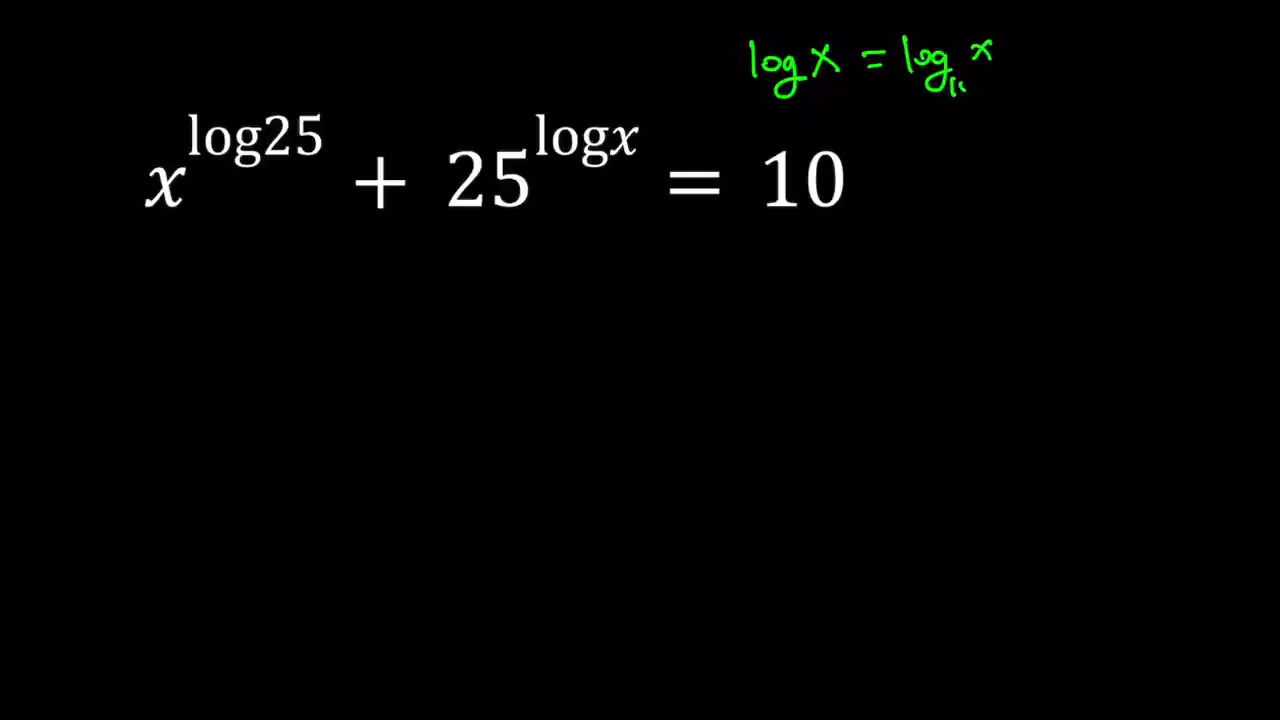 log x = log₁₀ x
x^{log25} + 25^{logx} = 10